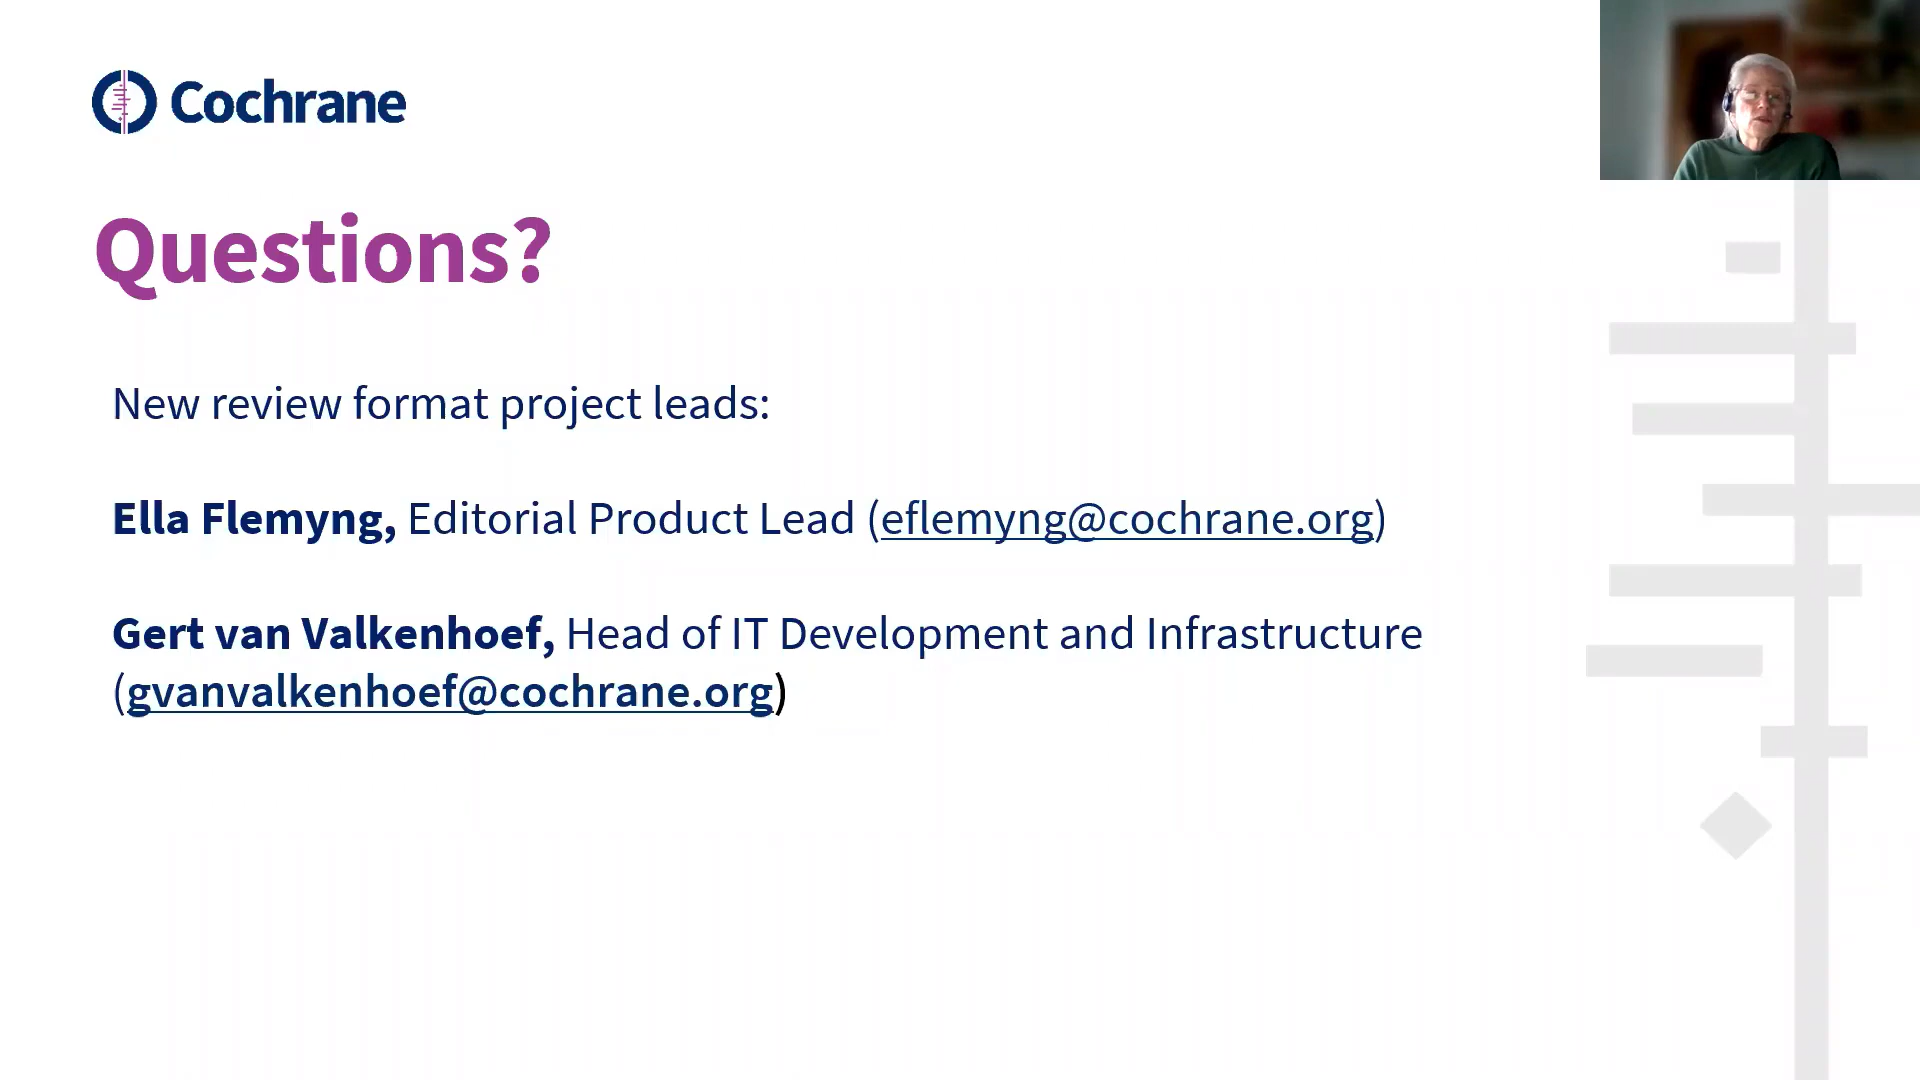 Cochrane
Questions?
New review format project leads:
Ella Flemyng, Editorial Product Lead (eflemyng@cochrane.org)
Gert van Valkenhoef, Head of IT Development and Infrastructure
(gvanvalkenhoef@cochrane.org)